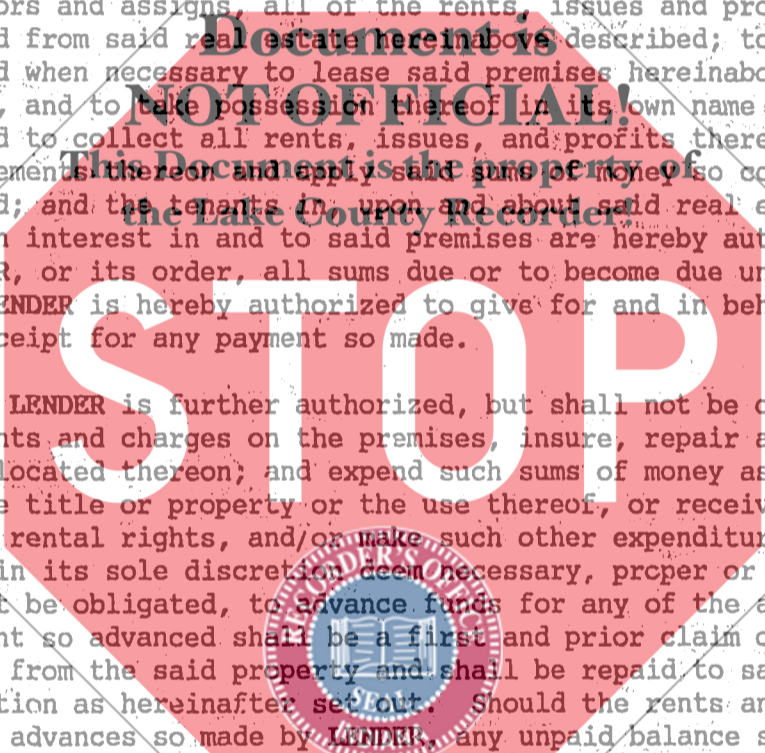 ors and assigns, all of the rents, issues and pro
Document is
d from said real estate hereinabove described; to
d when necessary to lease said premises hereinabo
NOT OFFICIAL!
, and to take possession thereof in its own name
d to collect all rents, issues, and profits there
This Document is the property of
ements thereon and apply said sums of money so co
the Lake County Recorder!
d; and the tenants in, upon and about said real e
n interest in and to said premises are hereby aut
R, or its order, all sums due or to become due un
ENDER is hereby authorized to give for and in beh
ceipt for any payment so made.
STOP
LENDER is further authorized, but shall not be o
nts and charges on the premises, insure, repair a
located thereon; and expend such sums of money as
e title or property or the use thereof, or receiv
rental rights, and/or make such other expenditur
in its sole discretion deem necessary, proper or
t be obligated, to advance funds for any of the a
nt so advanced shall be a first and prior claim o
from the said property and shall be repaid to sa
tion as hereinafter set out. Should the rents an
advances so made by LENDER, any unpaid balance s
SEAL